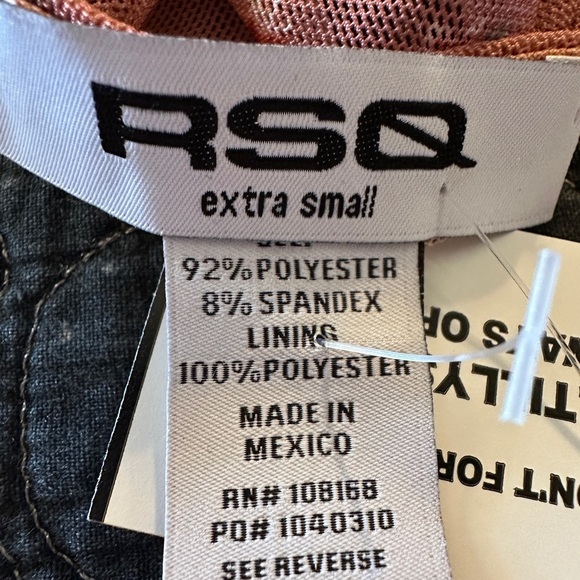 RSQ
extra small
92% POLYESTER
8% SPANDEX
LINING
100% POLYESTER
MADE IN
MEXICO
RN# 108168
PO# 1040310
SEE REVERSE